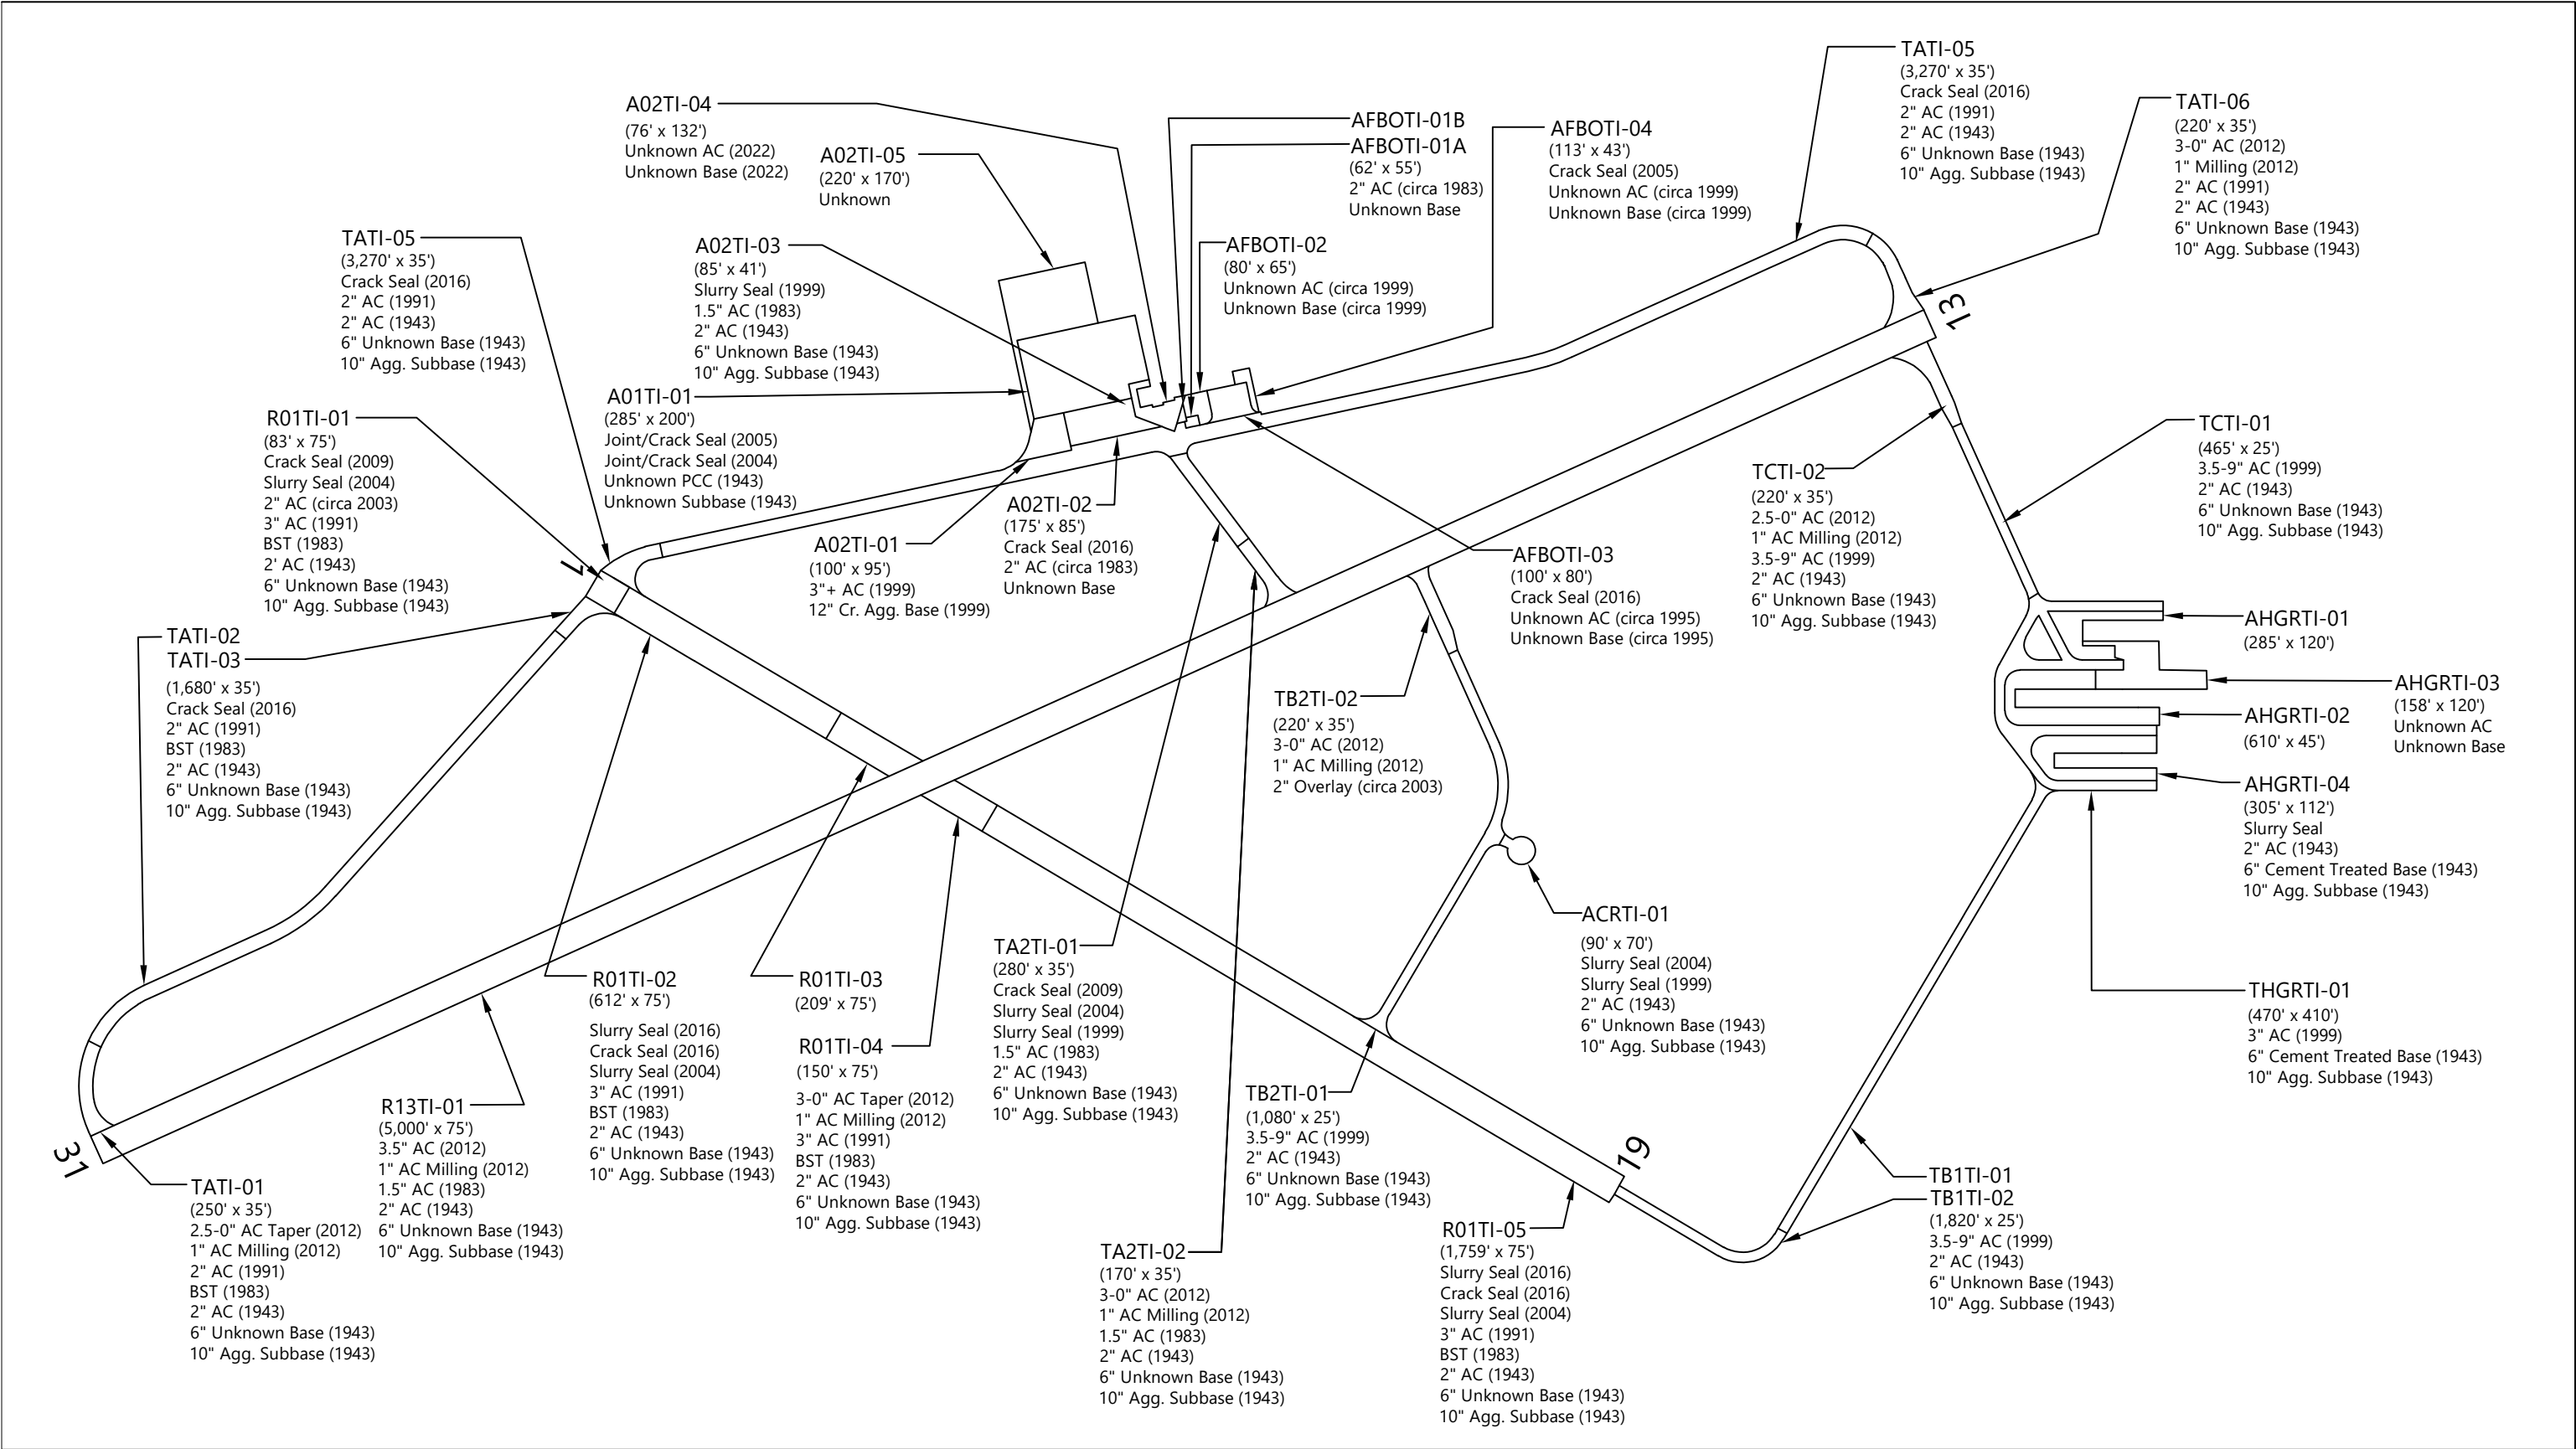 TATI-05
(3,270' x 35')
Crack Seal (2016)
2" AC (1991)
2" AC (1943)
6" Unknown Base (1943)
10" Agg. Subbase (1943)
TATI-06
(220' x 35')
3-0" AC (2012)
1" Milling (2012)
2" AC (1991)
2" AC (1943)
6" Unknown Base (1943)
10" Agg. Subbase (1943)
A02TI-04
(76' x 132')
Unknown AC (2022)
Unknown Base (2022)
A02TI-05
(220' x 170')
Unknown
AFBOTI-01B
AFBOTI-01A
(62' x 55')
2" AC (circa 1983)
Unknown Base
AFBOTI-04
(113' x 43')
Crack Seal (2005)
Unknown AC (circa 1999)
Unknown Base (circa 1999)
AFBOTI-02
(80' x 65')
Unknown AC (circa 1999)
Unknown Base (circa 1999)
TATI-05
(3,270' x 35')
Crack Seal (2016)
2" AC (1991)
2" AC (1943)
6" Unknown Base (1943)
10" Agg. Subbase (1943)
A02TI-03
(85' x 41')
Slurry Seal (1999)
1.5" AC (1983)
2" AC (1943)
6" Unknown Base (1943)
10" Agg. Subbase (1943)
13
A01TI-01
(285' x 200')
Joint/Crack Seal (2005)
Joint/Crack Seal (2004)
Unknown PCC (1943)
Unknown Subbase (1943)
R01TI-01
(83' x 75')
Crack Seal (2009)
Slurry Seal (2004)
2" AC (circa 2003)
3" AC (1991)
BST (1983)
2' AC (1943)
6" Unknown Base (1943)
10" Agg. Subbase (1943)
1
A02TI-01
(100' x 95')
3"+ AC (1999)
12" Cr. Agg. Base (1999)
A02TI-02
(175' x 85')
Crack Seal (2016)
2" AC (circa 1983)
Unknown Base
AFBOTI-03
(100' x 80')
Crack Seal (2016)
Unknown AC (circa 1995)
Unknown Base (circa 1995)
TCTI-02
(220' x 35')
2.5-0" AC (2012)
1" AC Milling (2012)
3.5-9" AC (1999)
2" AC (1943)
6" Unknown Base (1943)
10" Agg. Subbase (1943)
TCTI-01
(465' x 25')
3.5-9" AC (1999)
2" AC (1943)
6" Unknown Base (1943)
10" Agg. Subbase (1943)
AHGRTI-01
(285' x 120')
AHGRTI-03
(158' x 120')
Unknown AC
Unknown Base
AHGRTI-02
(610' x 45')
AHGRTI-04
(305' x 112')
Slurry Seal
2" AC (1943)
6" Cement Treated Base (1943)
10" Agg. Subbase (1943)
TATI-02
TATI-03
(1,680' x 35')
Crack Seal (2016)
2" AC (1991)
BST (1983)
2" AC (1943)
6" Unknown Base (1943)
10" Agg. Subbase (1943)
TB2TI-02
(220' x 35')
3-0" AC (2012)
1" AC Milling (2012)
2" Overlay (circa 2003)
ACRTI-01
(90' x 70')
Slurry Seal (2004)
Slurry Seal (1999)
2" AC (1943)
6" Unknown Base (1943)
10" Agg. Subbase (1943)
THGRTI-01
(470' x 410')
3" AC (1999)
6" Cement Treated Base (1943)
10" Agg. Subbase (1943)
R01TI-02
(612' x 75')
Slurry Seal (2016)
Crack Seal (2016)
Slurry Seal (2004)
3" AC (1991)
BST (1983)
2" AC (1943)
6" Unknown Base (1943)
10" Agg. Subbase (1943)
R01TI-03
(209' x 75')
R01TI-04
(150' x 75')
3-0" AC Taper (2012)
1" AC Milling (2012)
3" AC (1991)
BST (1983)
2" AC (1943)
6" Unknown Base (1943)
10" Agg. Subbase (1943)
TA2TI-01
(280' x 35')
Crack Seal (2009)
Slurry Seal (2004)
Slurry Seal (1999)
1.5" AC (1983)
2" AC (1943)
6" Unknown Base (1943)
10" Agg. Subbase (1943)
TB2TI-01
(1,080' x 25')
3.5-9" AC (1999)
2" AC (1943)
6" Unknown Base (1943)
10" Agg. Subbase (1943)
31
R13TI-01
(5,000' x 75')
3.5" AC (2012)
1" AC Milling (2012)
1.5" AC (1983)
2" AC (1943)
6" Unknown Base (1943)
10" Agg. Subbase (1943)
TATI-01
(250' x 35')
2.5-0" AC Taper (2012)
1" AC Milling (2012)
2" AC (1991)
BST (1983)
2" AC (1943)
6" Unknown Base (1943)
10" Agg. Subbase (1943)
TA2TI-02
(170' x 35')
3-0" AC (2012)
1" AC Milling (2012)
1.5" AC (1983)
2" AC (1943)
6" Unknown Base (1943)
10" Agg. Subbase (1943)
19
R01TI-05
(1,759' x 75')
Slurry Seal (2016)
Crack Seal (2016)
Slurry Seal (2004)
3" AC (1991)
BST (1983)
2" AC (1943)
6" Unknown Base (1943)
10" Agg. Subbase (1943)
TB1TI-01
TB1TI-02
(1,820' x 25')
3.5-9" AC (1999)
2" AC (1943)
6" Unknown Base (1943)
10" Agg. Subbase (1943)